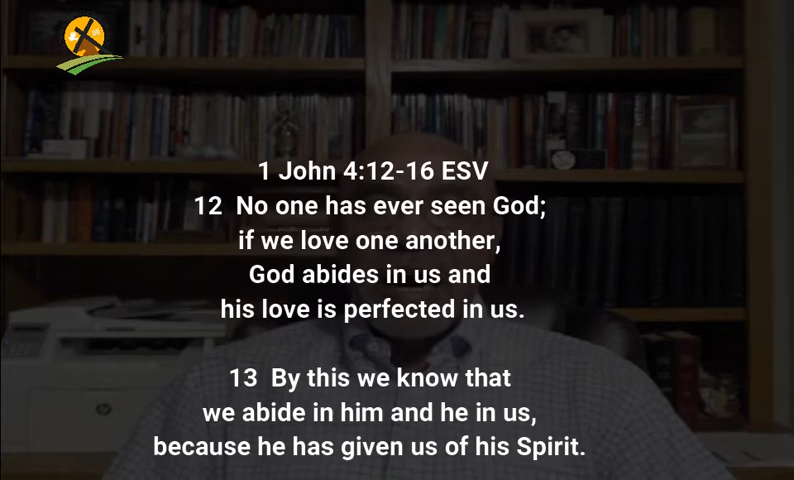 1 John 4:12-16 ESV
12 No one has ever seen God;
if we love one another,
God abides in us and
his love is perfected in us.
13 By this we know that
we abide in him and he in us,
because he has given us of his Spirit.